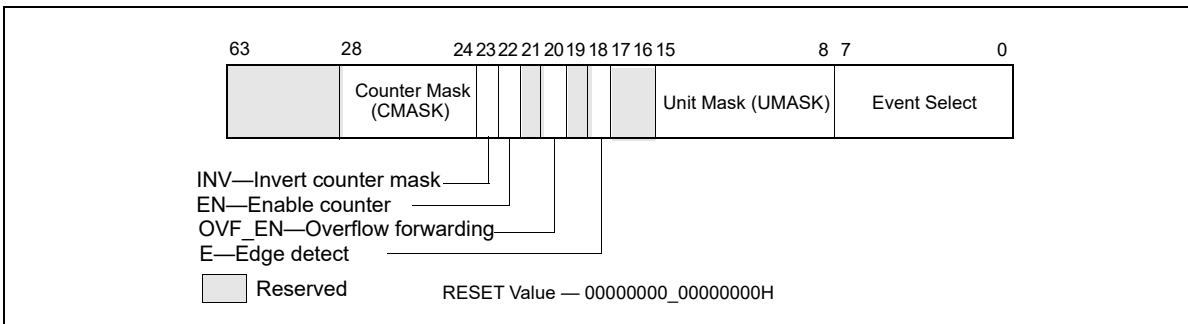 63 28 24 23 22 21 20 19 18 17 16 15 8 7 0
Counter Mask
(CMASK)
Unit Mask (UMASK)
Event Select
INV—Invert counter mask
EN—Enable counter
OVF_EN—Overflow forwarding
E—Edge detect
Reserved
RESET Value — 00000000_00000000H